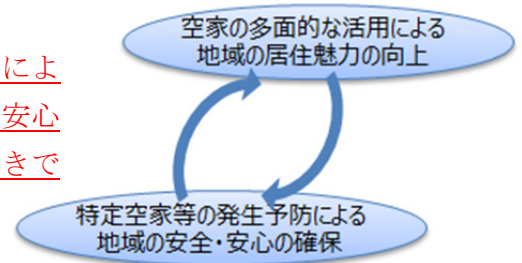 空家の多面的な活用による
地域の居住魅力の向上
によ
安心
きで
特定空家等の発生予防による
地域の安全・安心の確保